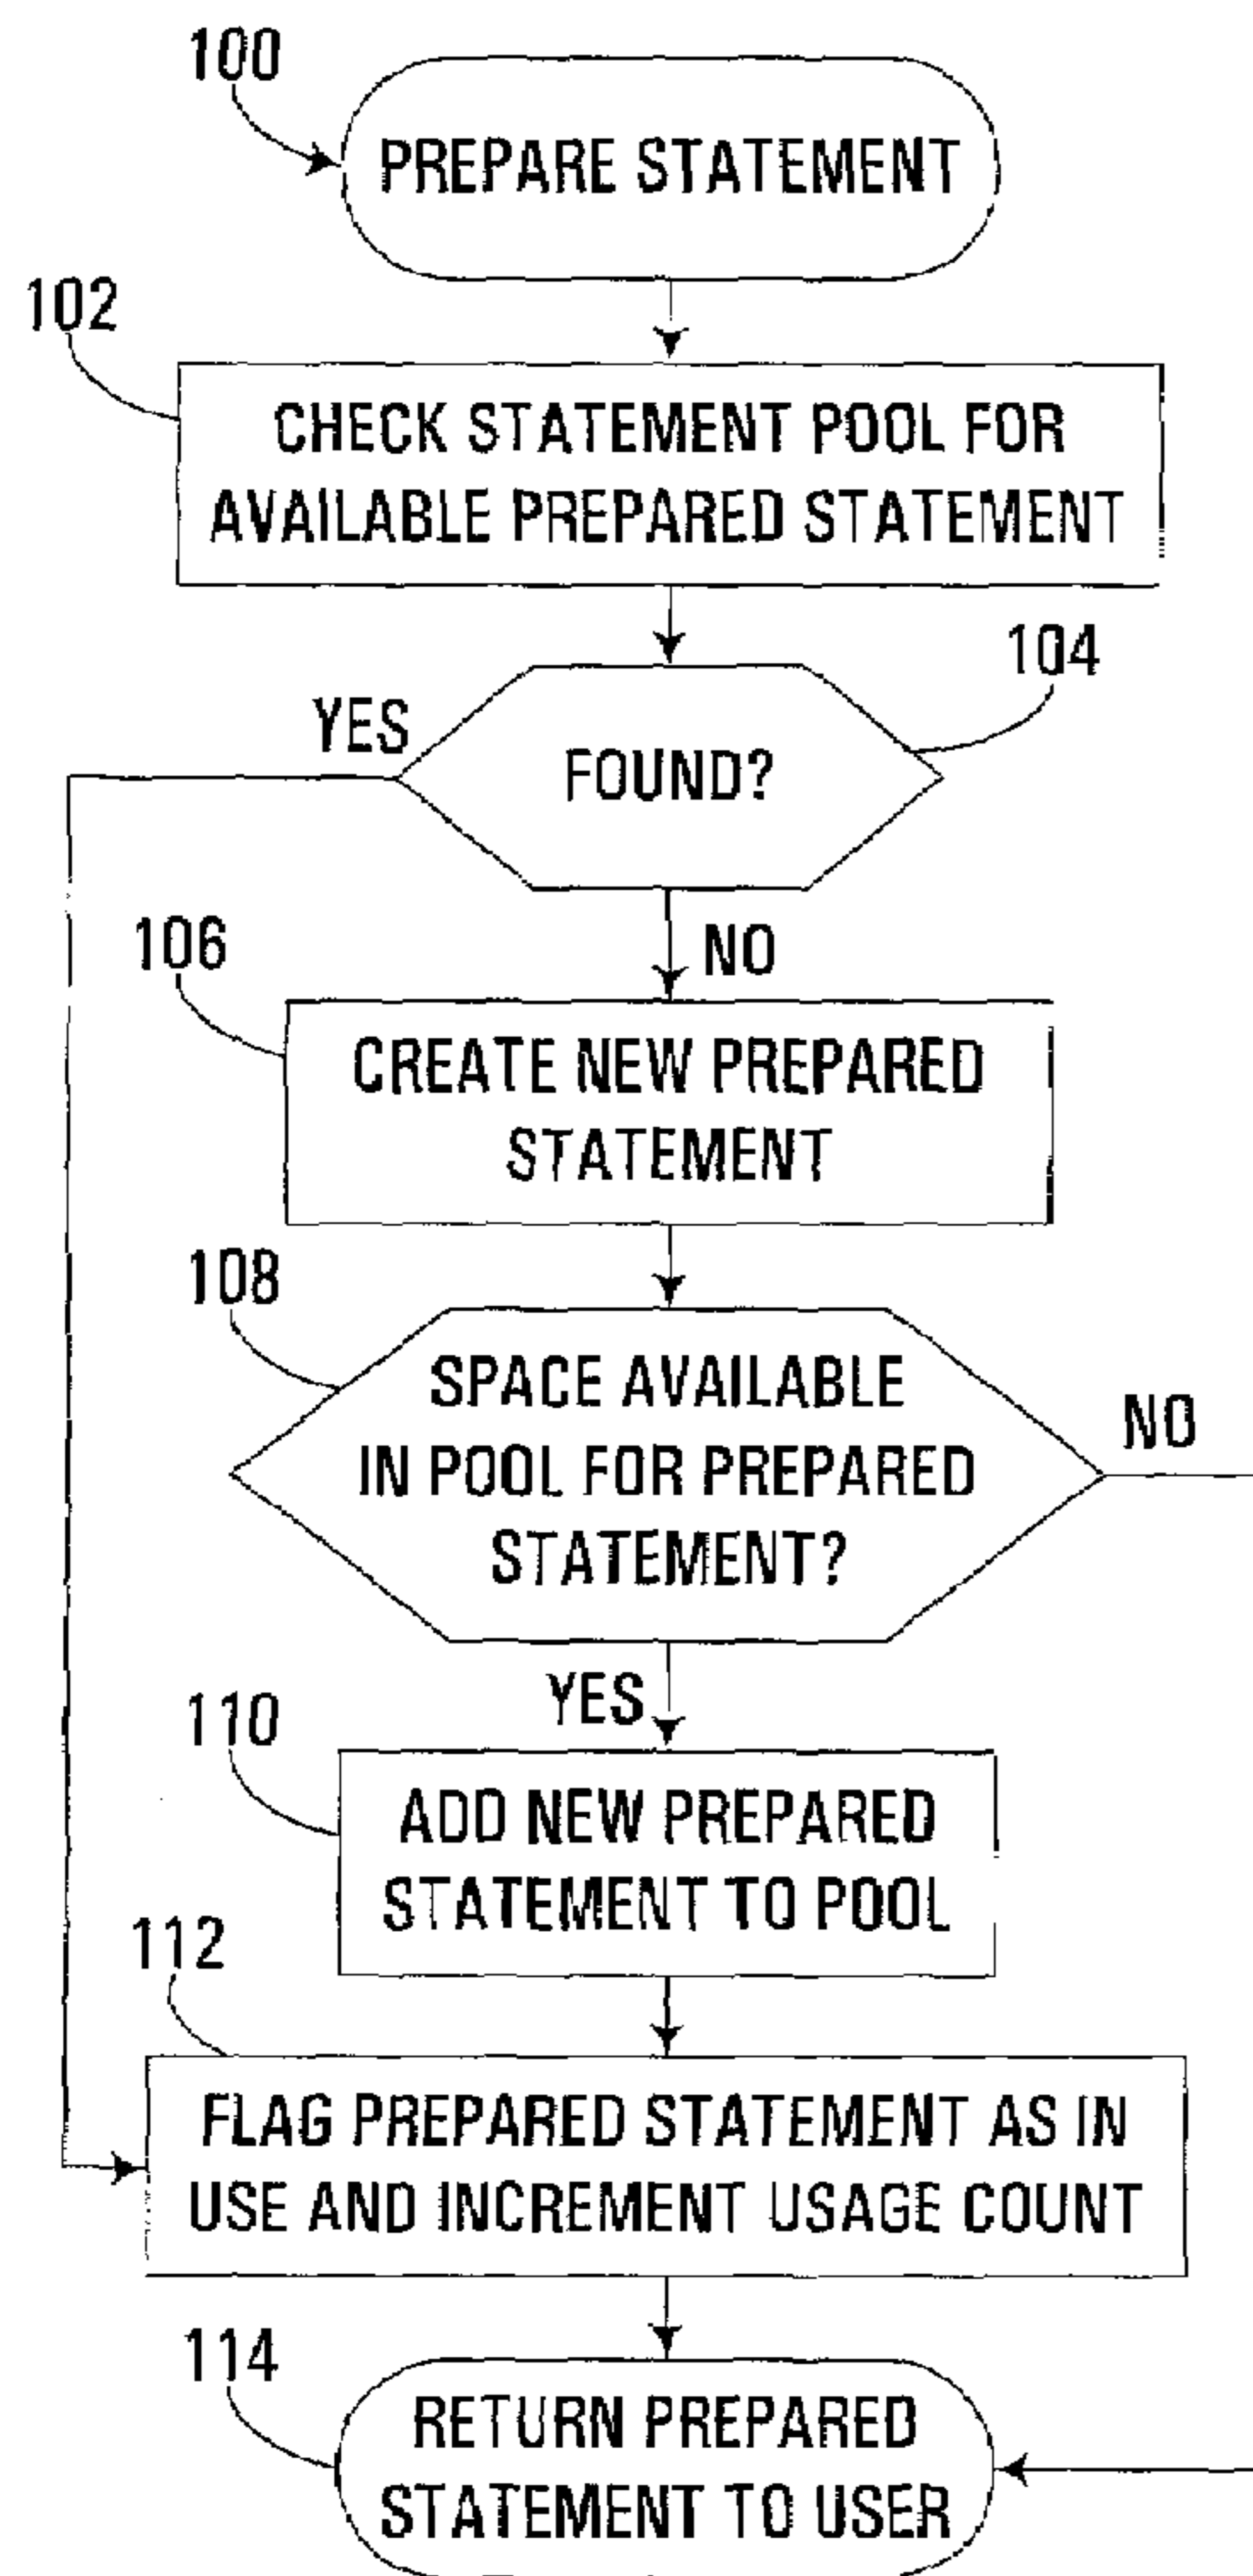 100
PREPARE STATEMENT
102
CHECK STATEMENT POOL FOR
AVAILABLE PREPARED STATEMENT
104
YES
FOUND?
NO
106
CREATE NEW PREPARED
STATEMENT
108
SPACE AVAILABLE
IN POOL FOR PREPARED
STATEMENT?
NO
YES
110
ADD NEW PREPARED
STATEMENT TO POOL
112
FLAG PREPARED STATEMENT AS IN
USE AND INCREMENT USAGE COUNT
114
RETURN PREPARED
STATEMENT TO USER